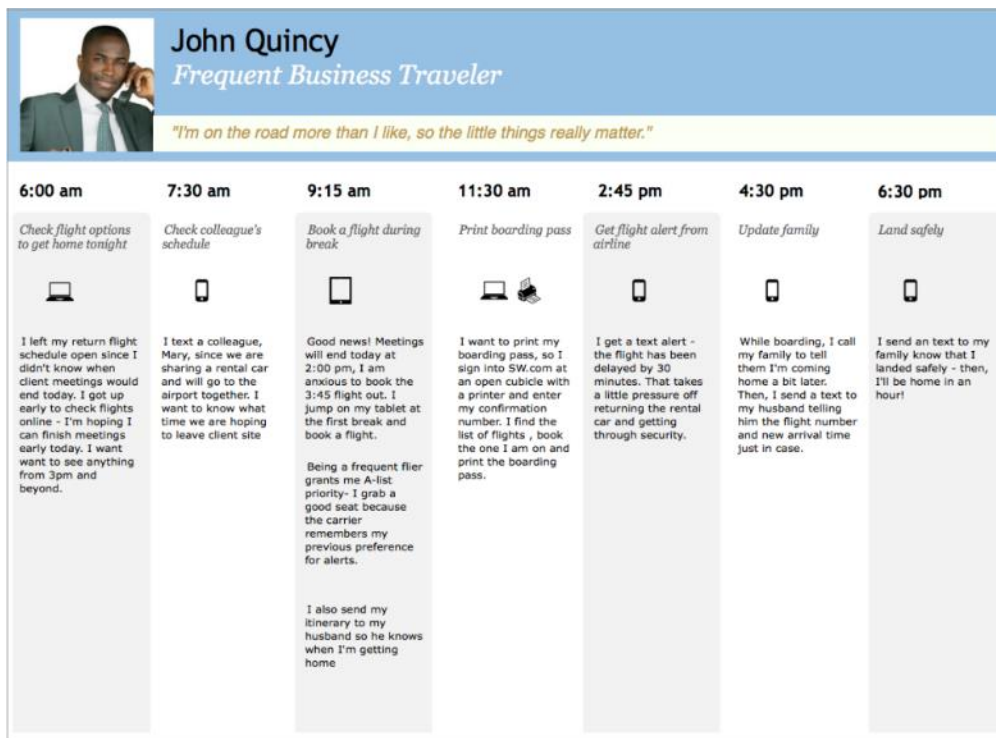 John Quincy
Frequent Business Traveler
"I'm on the road more than I like, so the little things really matter."
6:00 am
Check flight options
to get home tonight
I left my return flight
schedule open since I
didn't know when
client meetings would
end today. I got up
early to check flights
online - I'm hoping I
can finish meetings
early today. I want
want to see anything
from 3pm and
beyond.
7:30 am
Check colleague's
schedule
I text a colleague,
Mary, since we are
sharing a rental car
and will go to the
airport together. I
want to know what
time we are hoping
to leave client site
9:15 am
Book a flight during
break
Good news! Meetings
will end today at
2:00 pm, I am
anxious to book the
3:45 flight out. I
jump on my tablet at
the first break and
book a flight.
Being a frequent flier
grants me A-list
priority- I grab a
good seat because
the carrier
remembers my
previous preference
for alerts.
I also send my
itinerary to my
husband so he knows
when I'm getting
home
11:30 am
Print boarding pass
I want to print my
boarding pass, so I
sign into SW.com at
an open cubicle with
a printer and enter
my confirmation
number. I find the
list of flights , book
the one I am on and
print the boarding
pass.
2:45 pm
Get flight alert from
airline
I get a text alert -
the flight has been
delayed by 30
minutes. That takes
a little pressure off
returning the rental
car and getting
through security.
4:30 pm
Update family
While boarding, I call
my family to tell
them I'm coming
home a bit later.
Then, I send a text to
my husband telling
him the flight number
and new arrival time
just in case.
6:30 pm
Land safely
I send an text to my
family know that I
landed safely - then,
I'll be home in an
hour!